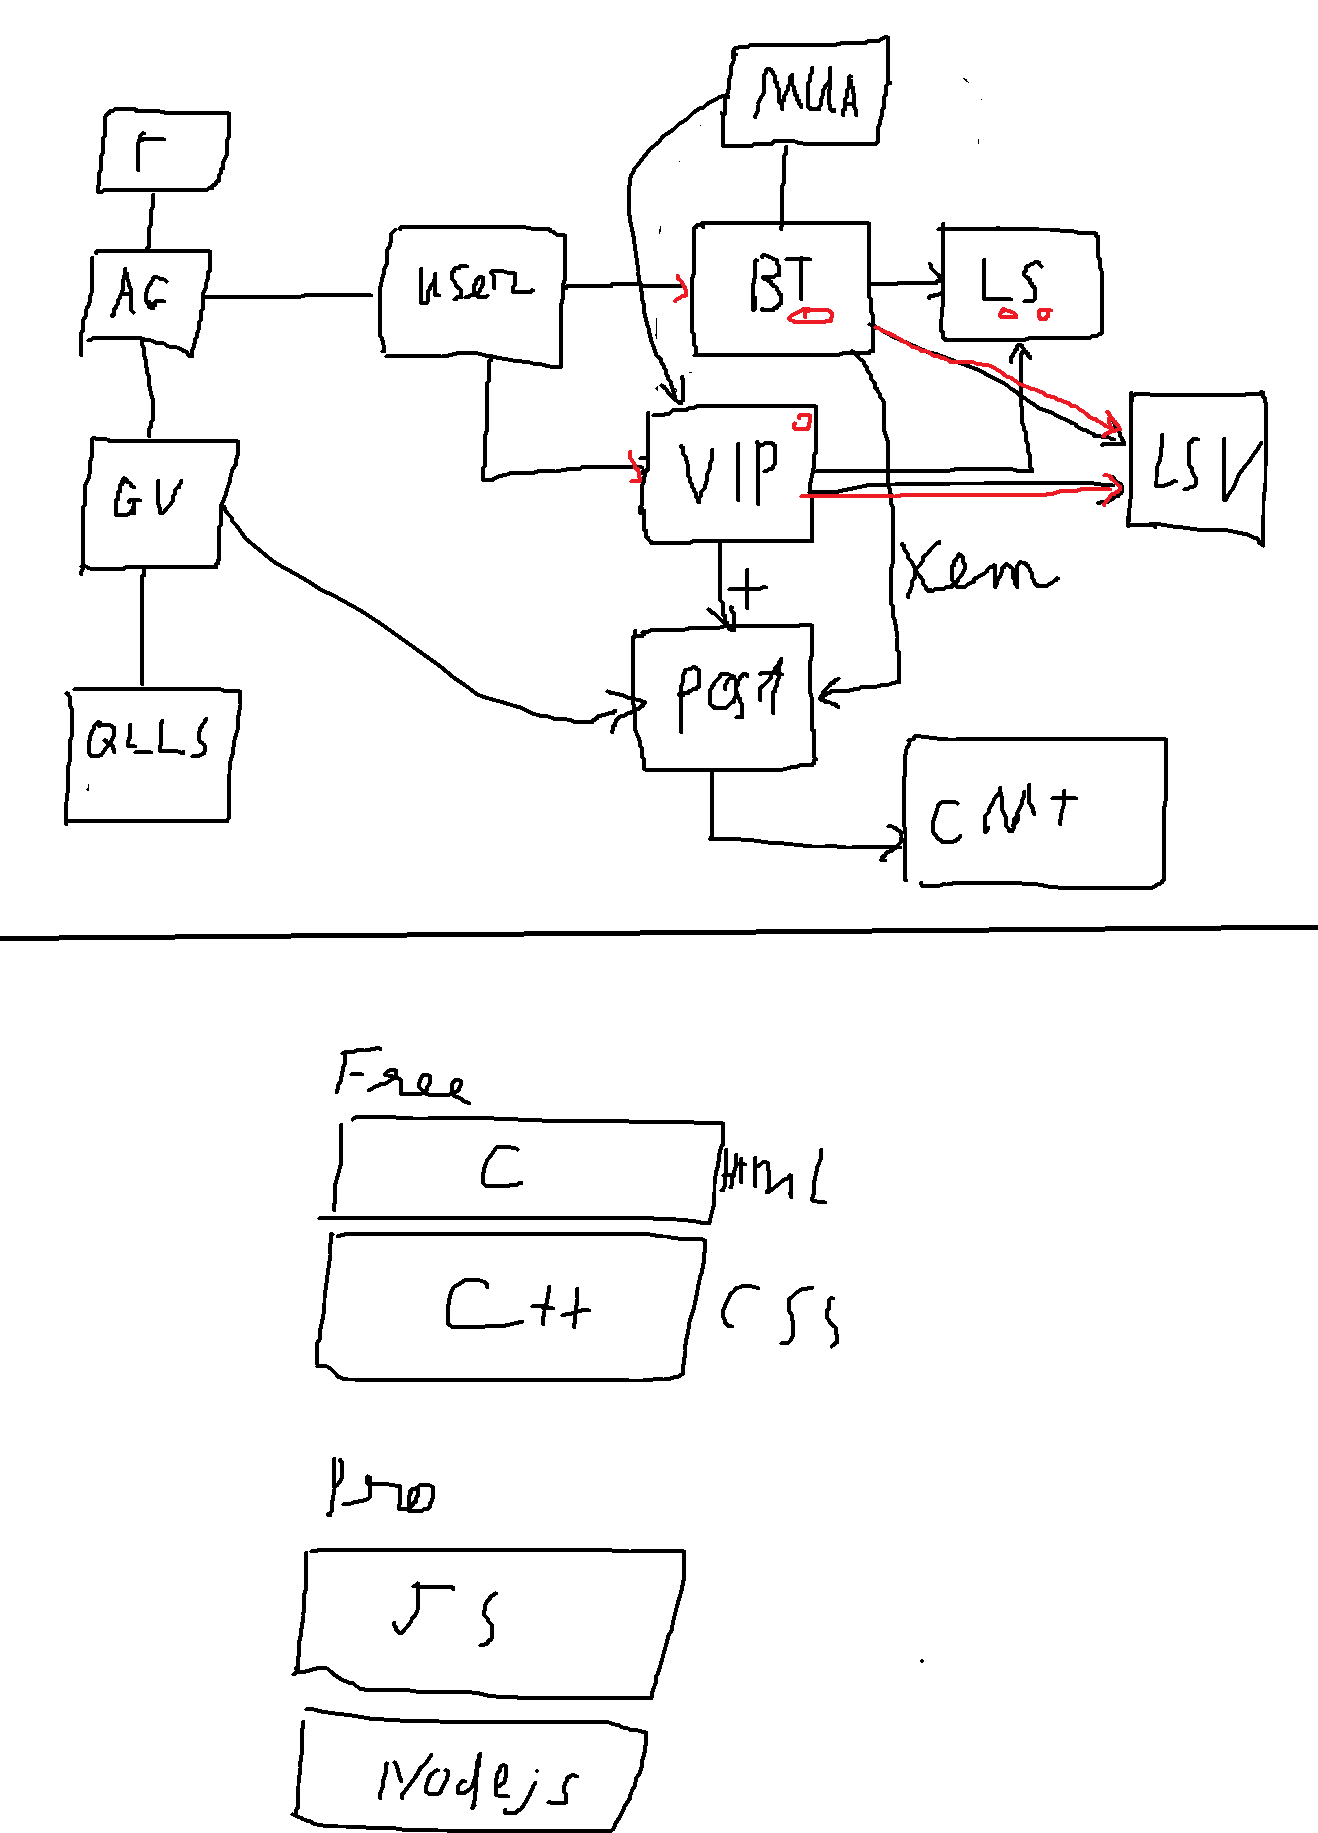 MUA
AG
user
BT
LS
GV
VIP
LSV
Xem
+
POST
QLLS
CMT
Free
C
Html
C++
CSS
Pro
JS
Nodejs